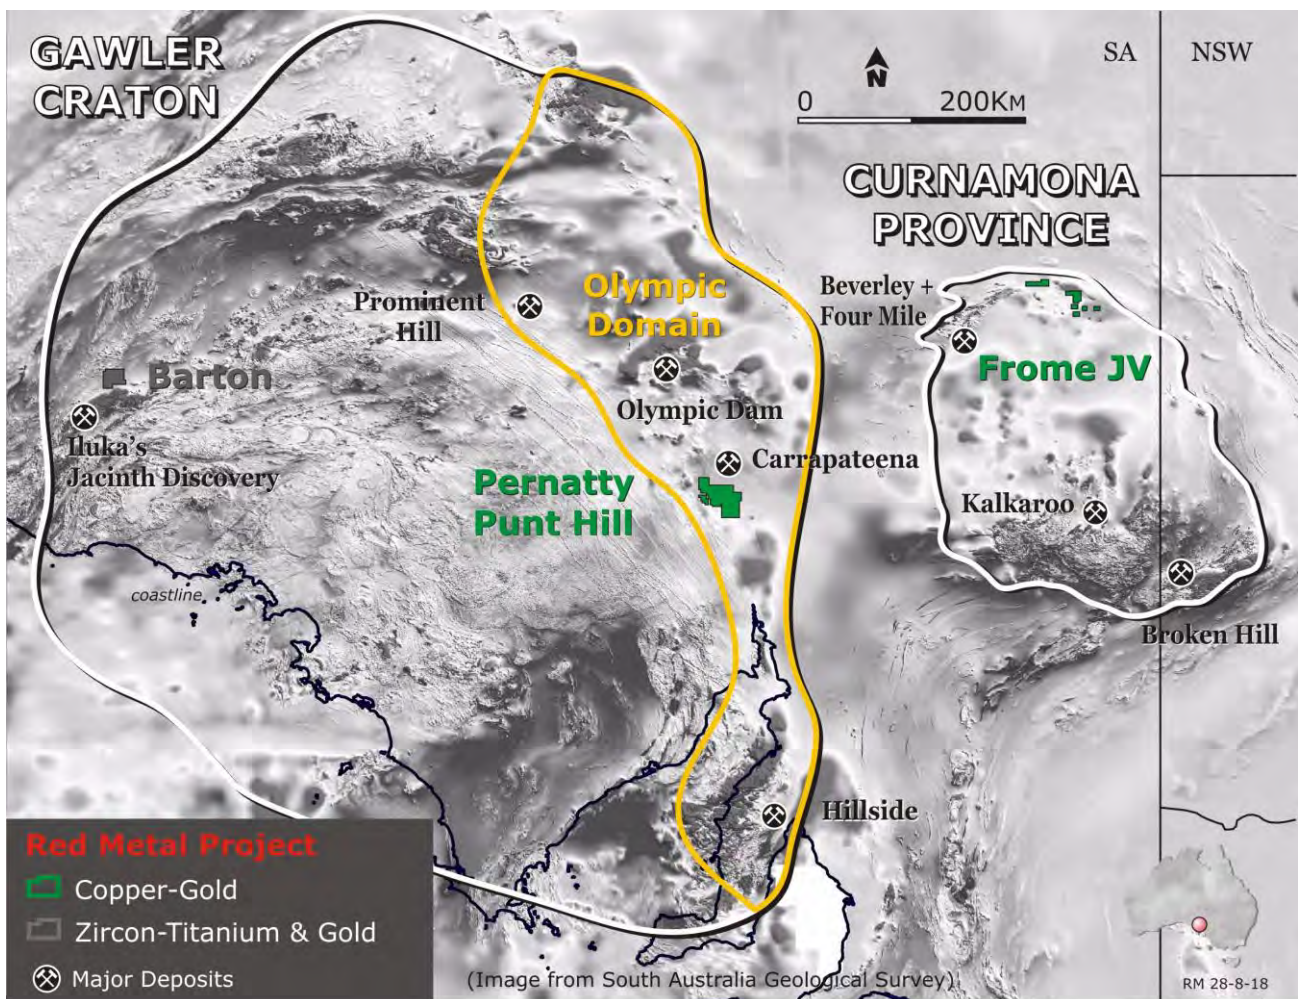 GAWLER
CRATON
SA
NSW
N
0 200KM
CURNAMONA
PROVINCE
Beverley +
Four Mile
Frome JV
Prominent
Hill
Olympic
Domain
Barton
Olympic Dam
Iluka's
Jacinth Discovery
Carrapateena
Pernatty
Punt Hill
Kalkaroo
coastline
Broken Hill
Hillside
Red Metal Project
Copper-Gold
Zircon-Titanium & Gold
Major Deposits
(Image from South Australia Geological Survey)
RM 28-8-18